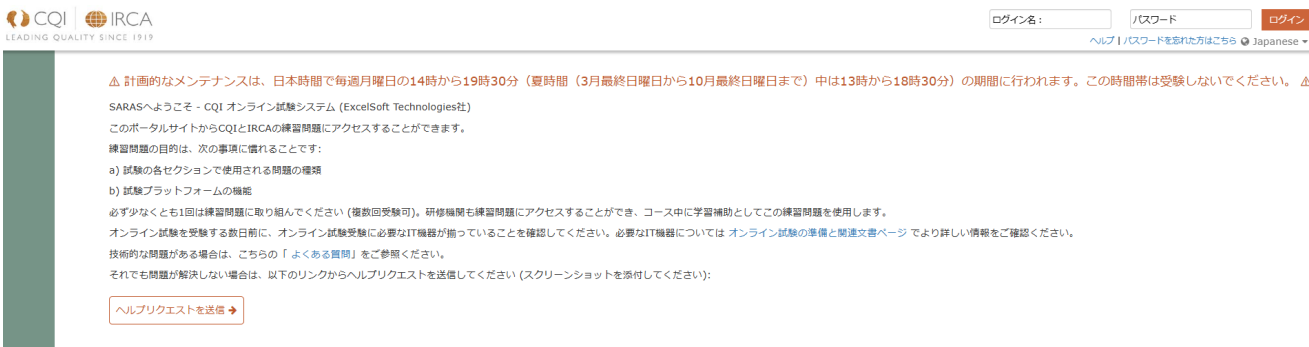 CQI IRCA
LEADING QUALITY SINCE 1919
ログイン名: パスワード ログイン
ヘルプ | パスワードを忘れた方はこちら Japanese
⚠ 計画的なメンテナンスは、日本時間で毎週月曜日の14時から19時30分（夏時間（3月最終日曜日から10月最終日曜日まで）中は13時から18時30分）の期間に行われます。この時間帯は受験しないでください。 ⚠
SARASへようこそ - CQI オンライン試験システム (ExcelSoft Technologies社)
このポータルサイトからCQIとIRCAの練習問題にアクセスすることができます。
練習問題の目的は、次の事項に慣れることです:
a) 試験の各セクションで使用される問題の種類
b) 試験プラットフォームの機能
必ず少なくとも1回は練習問題に取り組んでください (複数回受験可)。研修機関も練習問題にアクセスすることができ、コース中に学習補助としてこの練習問題を使用します。
オンライン試験を受験する数日前に、オンライン試験受験に必要なIT機器が揃っていることを確認してください。必要なIT機器については オンライン試験の準備と関連文書ページ でより詳しい情報をご確認ください。
技術的な問題がある場合は、こちらの「 よくある質問」をご参照ください。
それでも問題が解決しない場合は、以下のリンクからヘルプリクエストを送信してください (スクリーンショットを添付してください):
ヘルプリクエストを送信 →